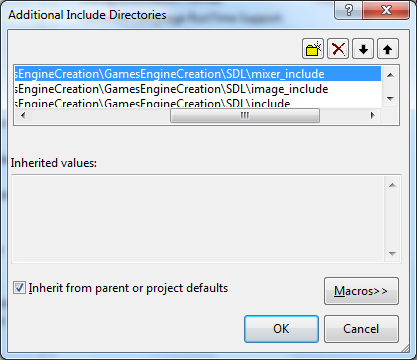 Additional Include Directories
sEngineCreation\GamesEngineCreation\SDL\mixer_include
sEngineCreation\GamesEngineCreation\SDL\image_include
sEngineCreation\GamesEngineCreation\SDL\include
Inherited values:
Inherit from parent or project defaults
Macros>>
OK
Cancel